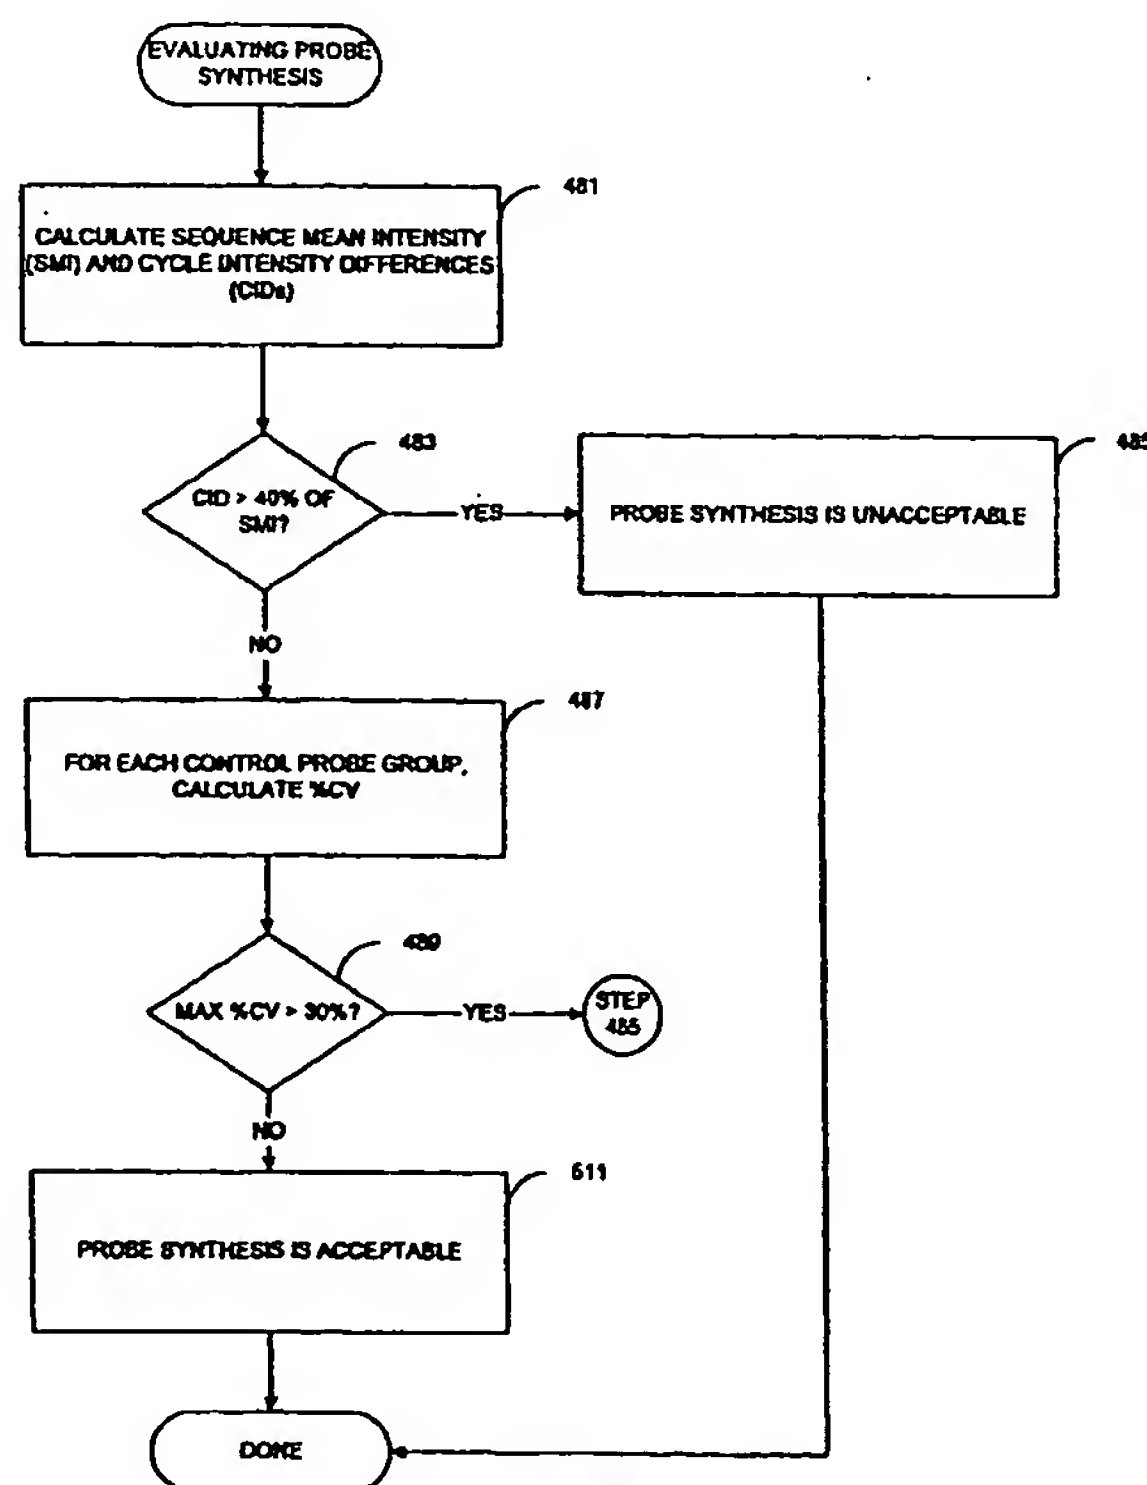 EVALUATING PROBE
SYNTHESIS
481
CALCULATE SEQUENCE MEAN INTENSITY
(SMI) AND CYCLE INTENSITY DIFFERENCES
(CIDs)
483
CID > 40% OF
SMI?
YES
485
PROBE SYNTHESIS IS UNACCEPTABLE
NO
487
FOR EACH CONTROL PROBE GROUP,
CALCULATE %CV
489
MAX %CV > 30%?
YES
STEP
485
NO
511
PROBE SYNTHESIS IS ACCEPTABLE
DONE